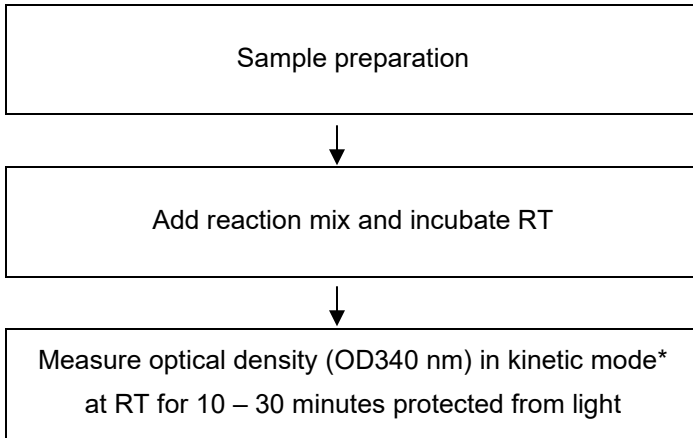 Sample preparation
Add reaction mix and incubate RT
Measure optical density (OD340 nm) in kinetic mode*
at RT for 10 – 30 minutes protected from light